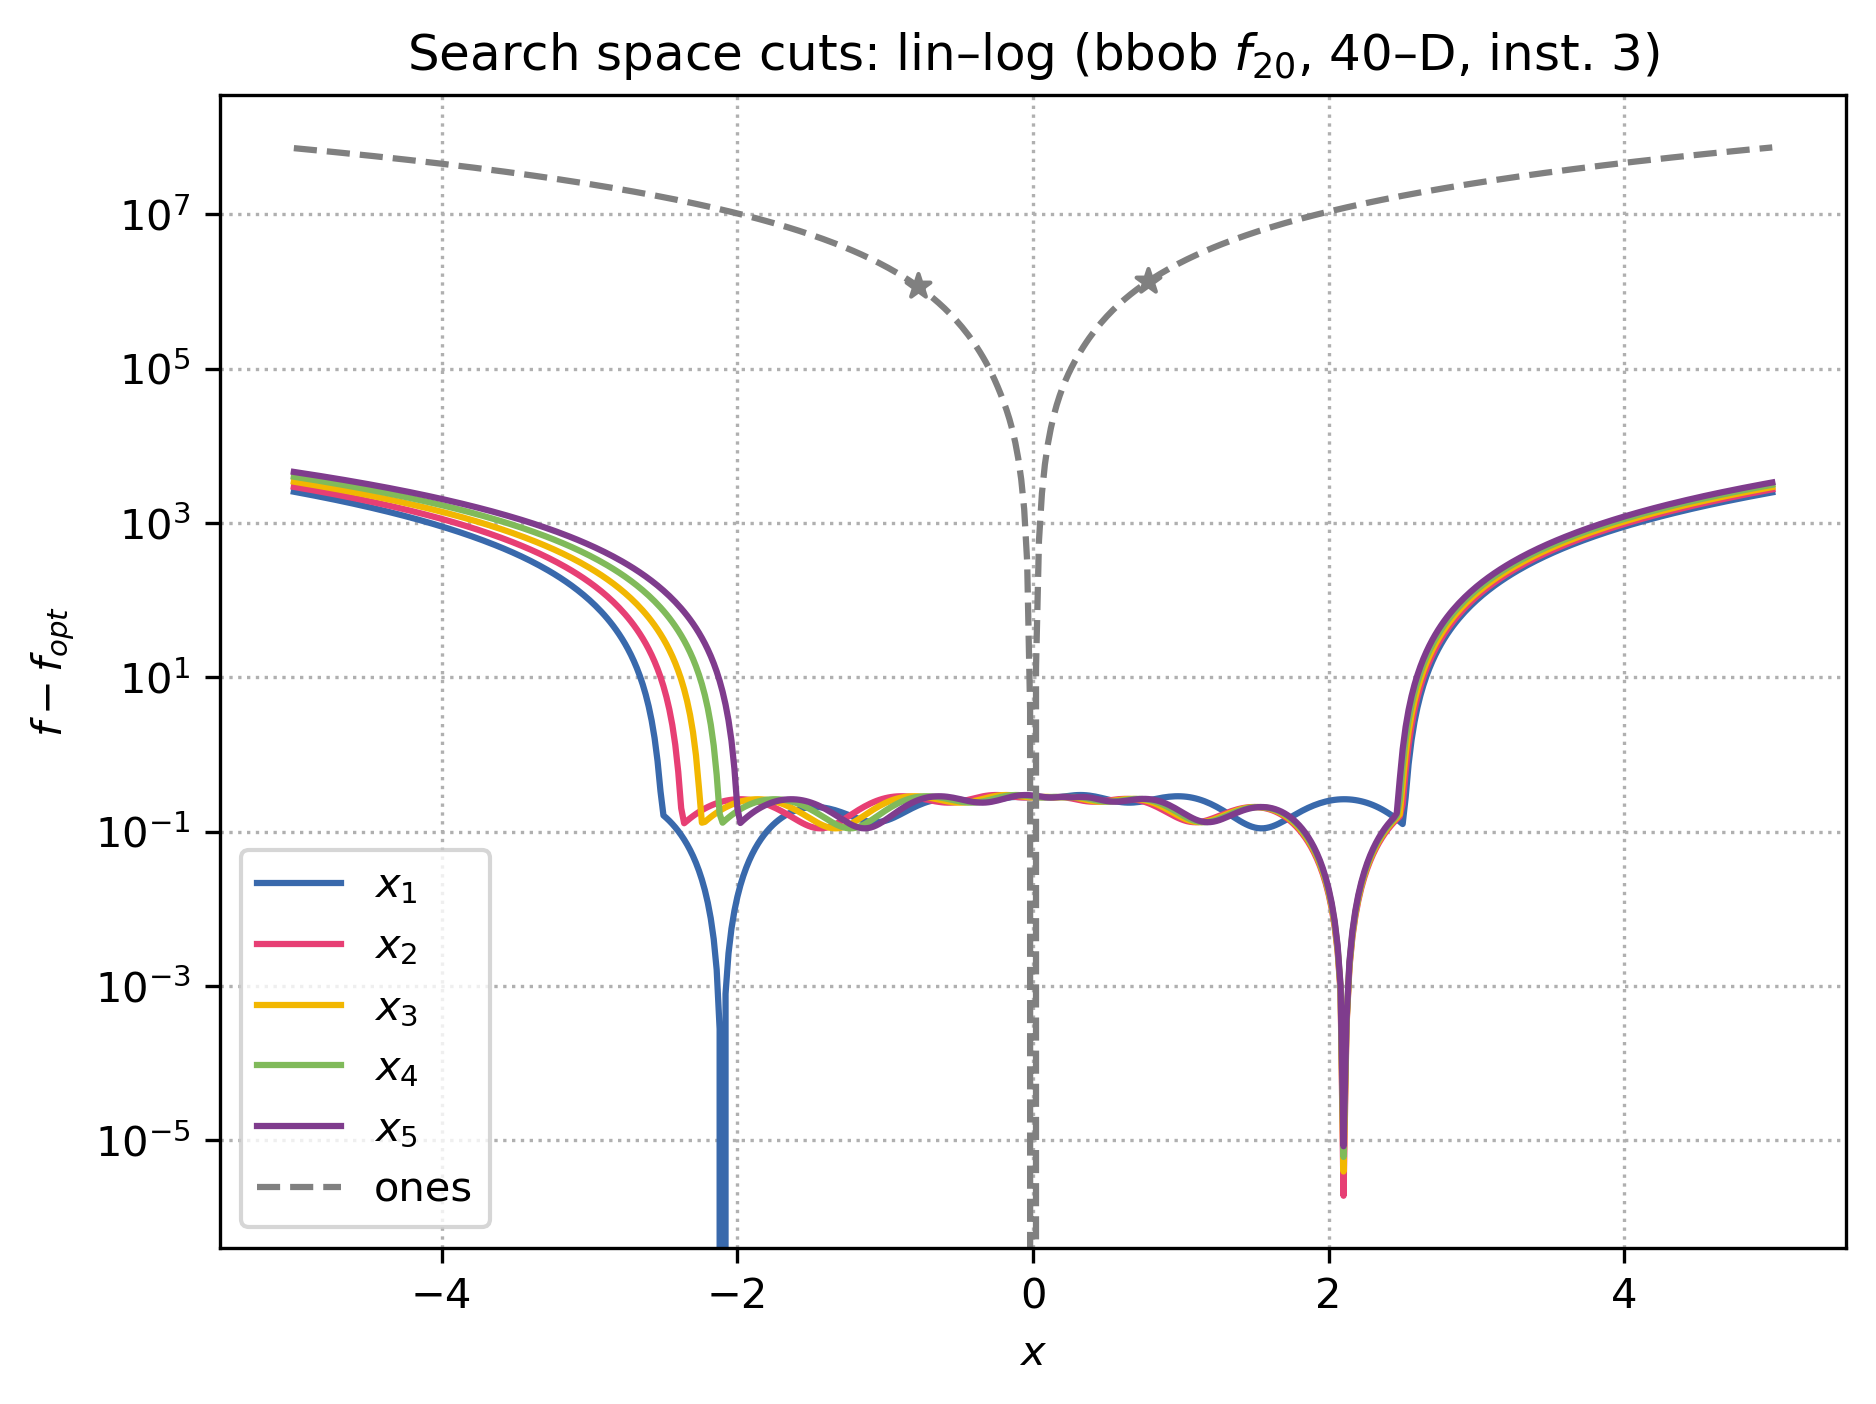 Search space cuts: lin–log (bbob f₂₀, 40–D, inst. 3)
f − f_opt
10⁷
10⁵
10³
10¹
10⁻¹
10⁻³
10⁻⁵
x₁
x₂
x₃
x₄
x₅
ones
−4
−2
0
2
4
x